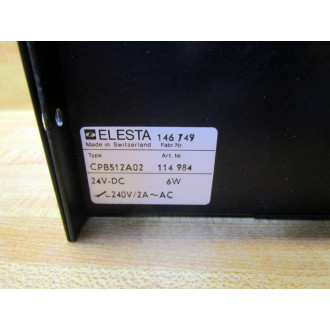 ELESTA 146 749
Made in Switzerland Fabr. Nr.
Type Art. Nr.
CPB512A02 114 984
24V-DC 6W
240V/2A~AC